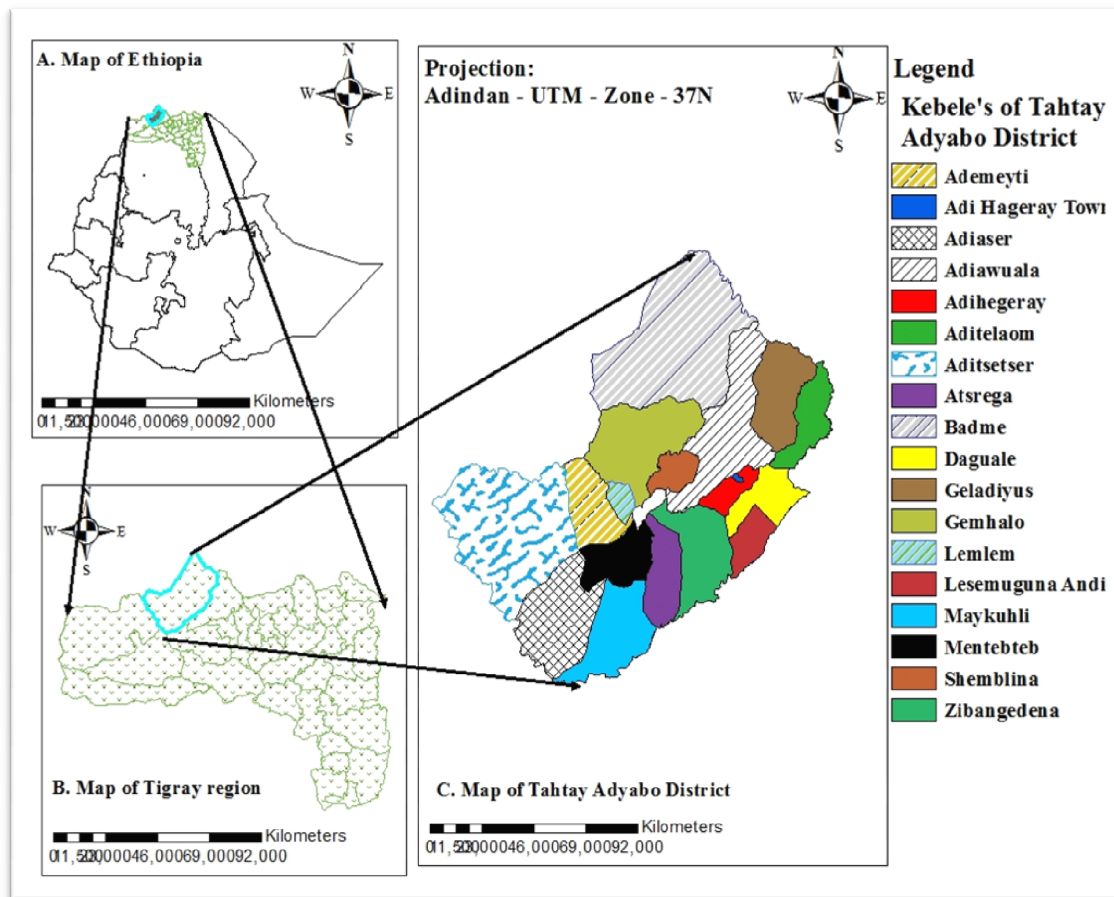 A. Map of Ethiopia
N
W E
S
Kilometers
N
W E
S
B. Map of Tigray region
Kilometers
Projection:
Adindan - UTM - Zone - 37N
N
W E
S
C. Map of Tahtay Adyabo District
Kilometers
Legend
Kebele's of Tahtay
Adyabo District
Ademeyti
Adi Hageray Town
Adiaser
Adiawuala
Adihegeray
Aditelaom
Aditsetser
Atsrega
Badme
Daguale
Geladiyus
Gemhalo
Lemlem
Lesemuguna Andi
Maykuhli
Mentebteb
Shemblina
Zibangedena